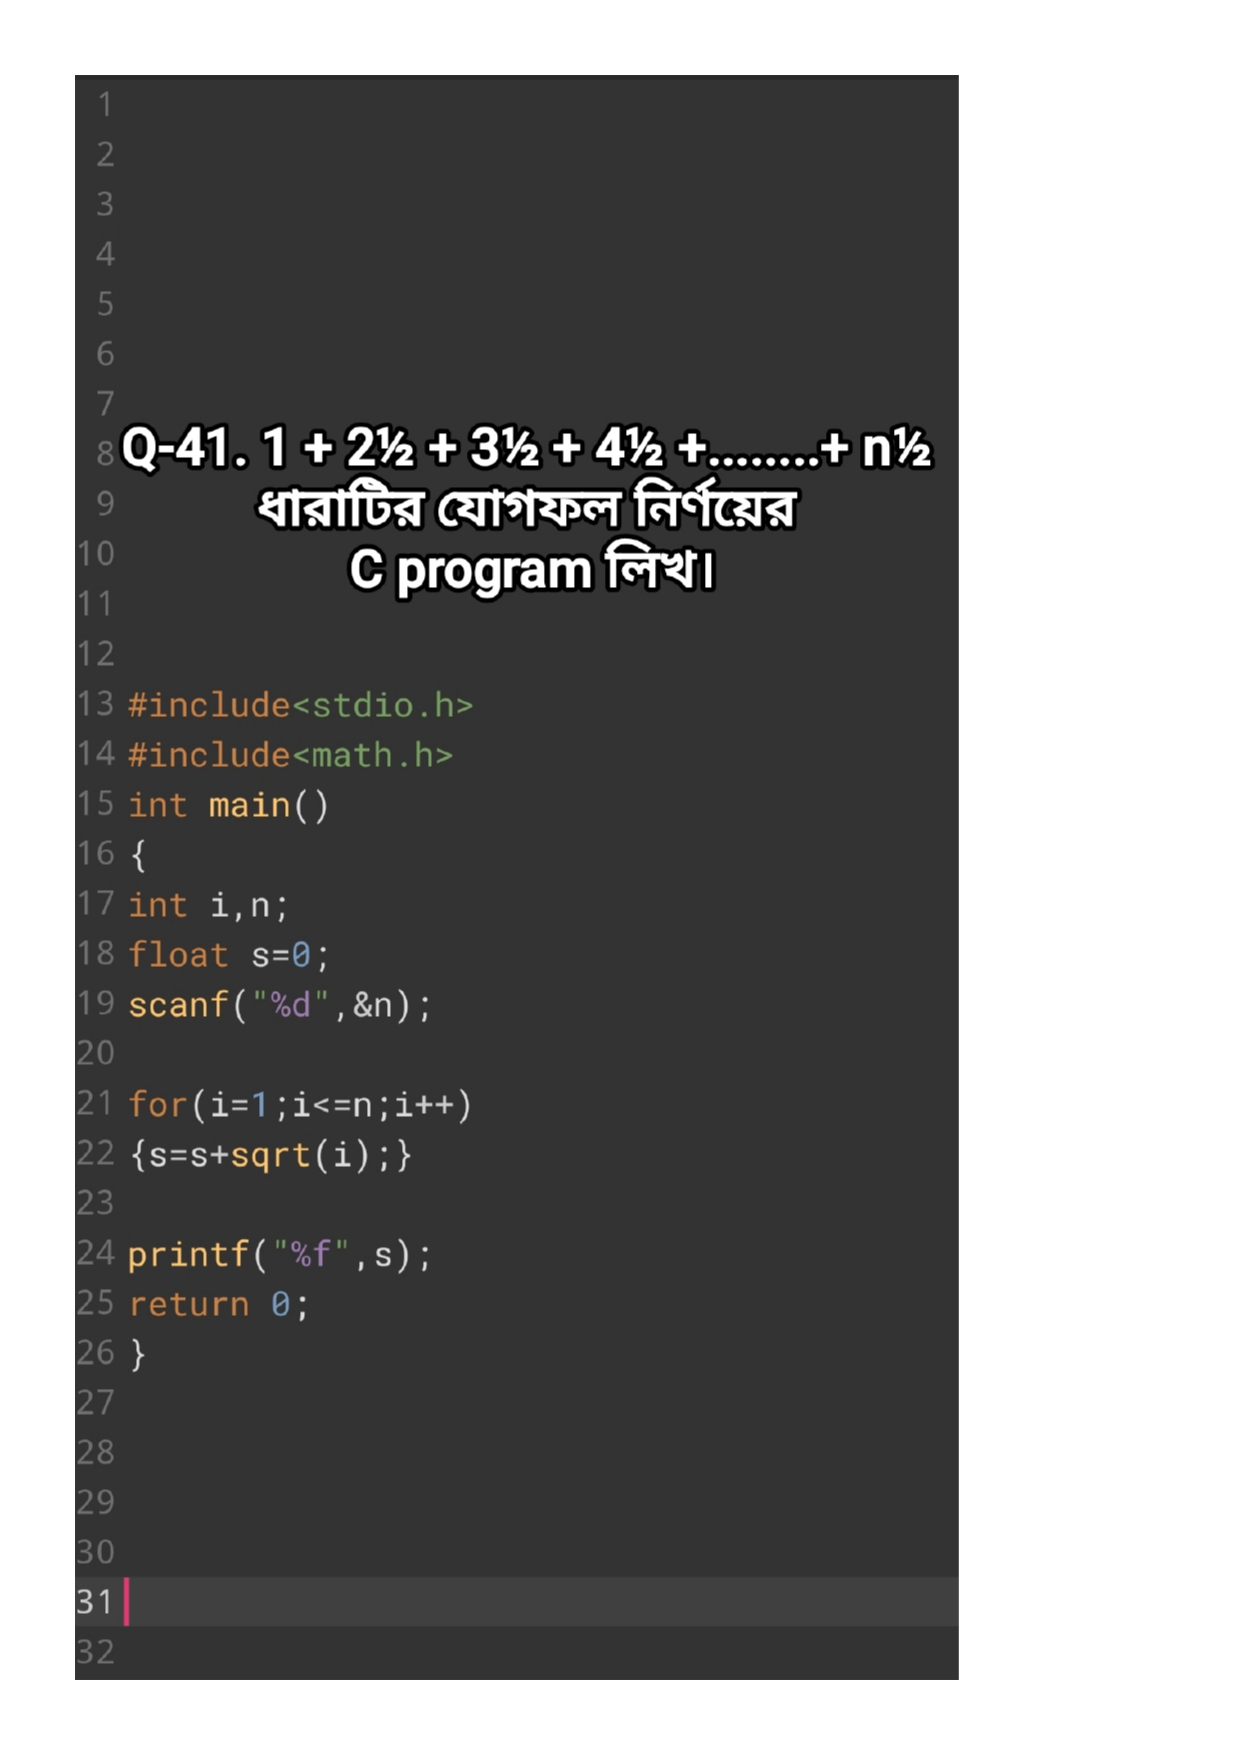 1
2
3
4
5
6
7
8 Q-41. 1 + 2½ + 3½ + 4½ +........+ n½
9 ধারাটির যোগফল নির্ণয়ের
10 C program লিখ।
11
12
13 #include<stdio.h>
14 #include<math.h>
15 int main()
16 {
17 int i,n;
18 float s=0;
19 scanf("%d",&n);
20
21 for(i=1;i<=n;i++)
22 {s=s+sqrt(i);}
23
24 printf("%f",s);
25 return 0;
26 }
27
28
29
30
31
32